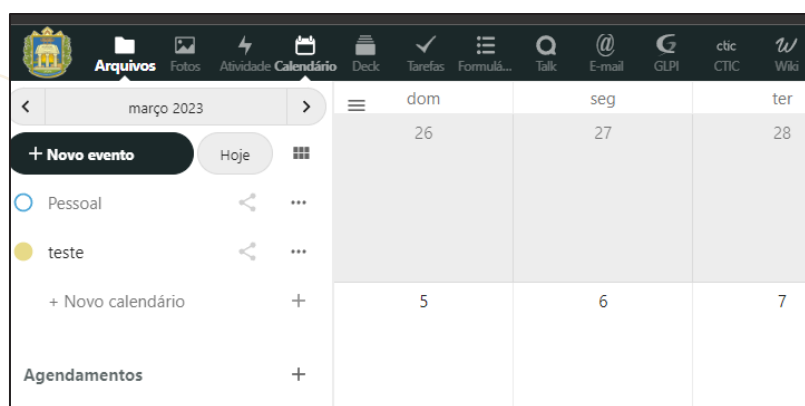 Arquivos Fotos Atividade Calendário Deck Tarefas Formulá... Talk E-mail GLPI CTIC Wiki
ctic
março 2023
dom seg ter
26 27 28
+ Novo evento Hoje
Pessoal
teste
+ Novo calendário +
5 6 7
Agendamentos +